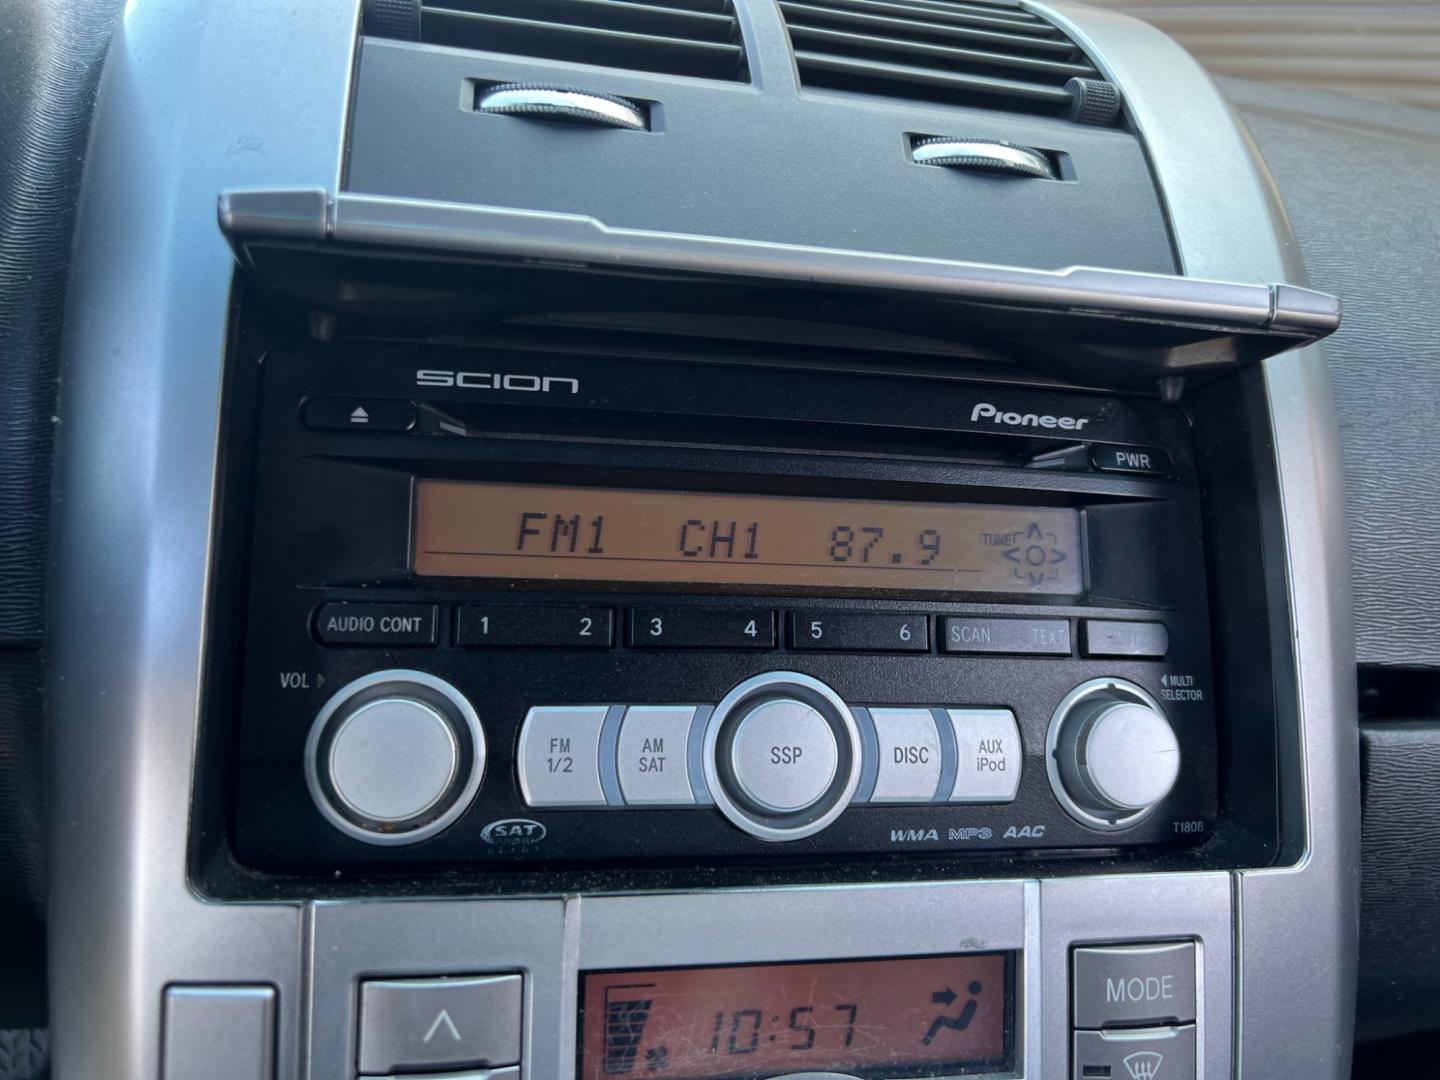 SCION
Pioneer
PWR
FM1 CH1 87.9 TUNE
AUDIO CONT 1 2 3 4 5 6 SCAN TEXT
VOL
MULTI
SELECTOR
FM
1/2
AM
SAT
SSP
DISC
AUX
iPod
SAT
WMA MP3 AAC
T1808
10:57
MODE